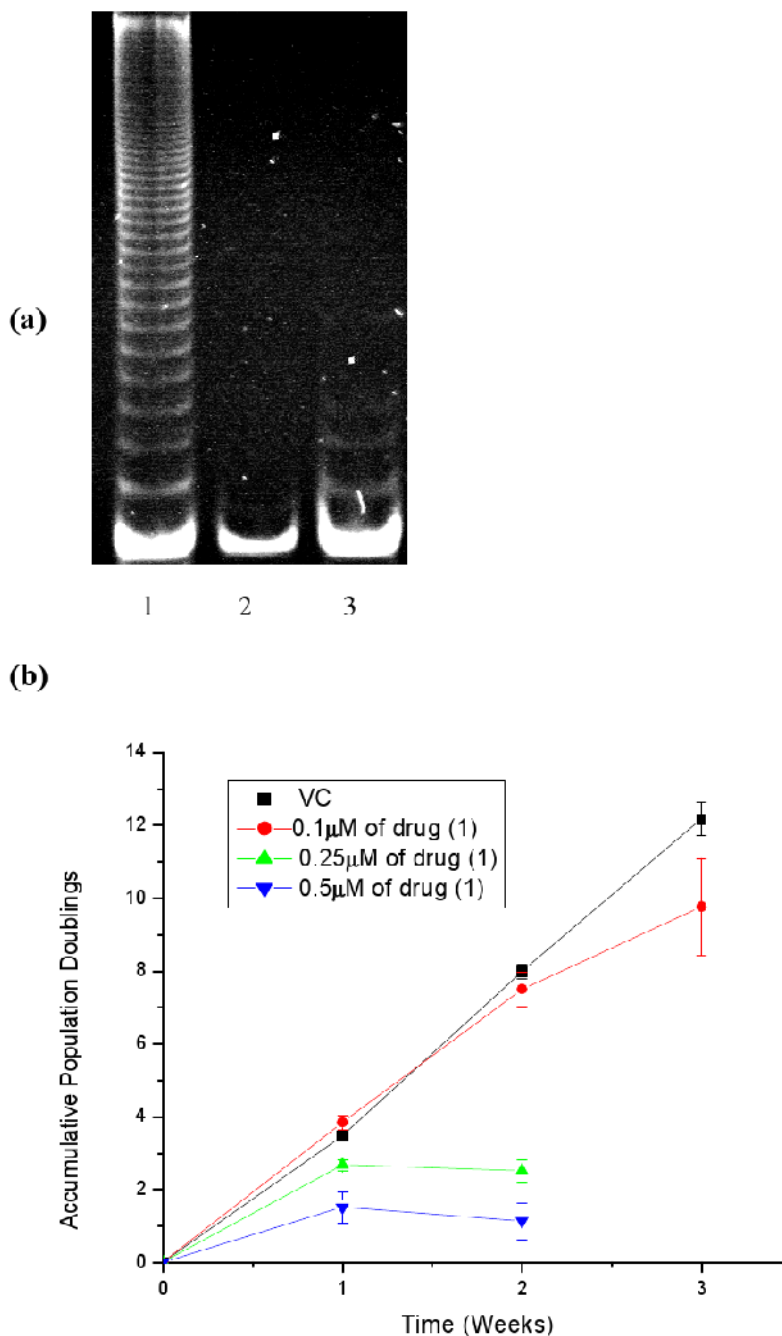 (a)
1 2 3
(b)
14
12
10
8
6
4
2
0
Accumulative Population Doublings
VC
0.1µM of drug (1)
0.25µM of drug (1)
0.5µM of drug (1)
0 1 2 3
Time (Weeks)